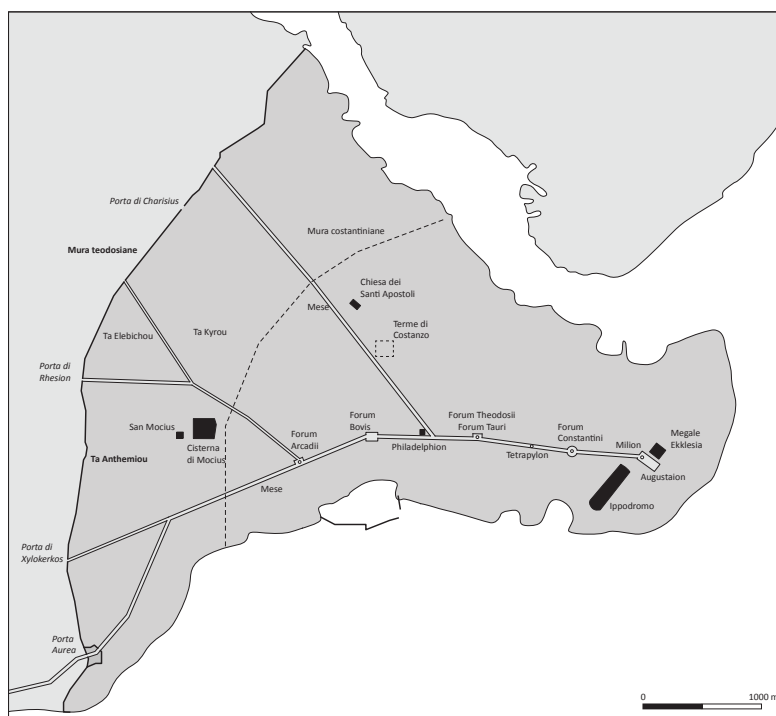 Porta di Charisius
Mura costantiniane
Mura teodosiane
Chiesa dei
Santi Apostoli
Mese
Ta Elebichou
Ta Kyrou
Terme di
Costanzo
Porta di
Rhesion
San Mocius
Cisterna
di Mocius
Forum
Arcadii
Forum
Bovis
Philadelphion
Forum Theodosii
Forum Tauri
Tetrapylon
Forum
Constantini
Milion
Megale
Ekklesia
Augustaion
Ippodromo
Ta Anthemiou
Mese
Porta di
Xylokerkos
Porta
Aurea
0 1000 m